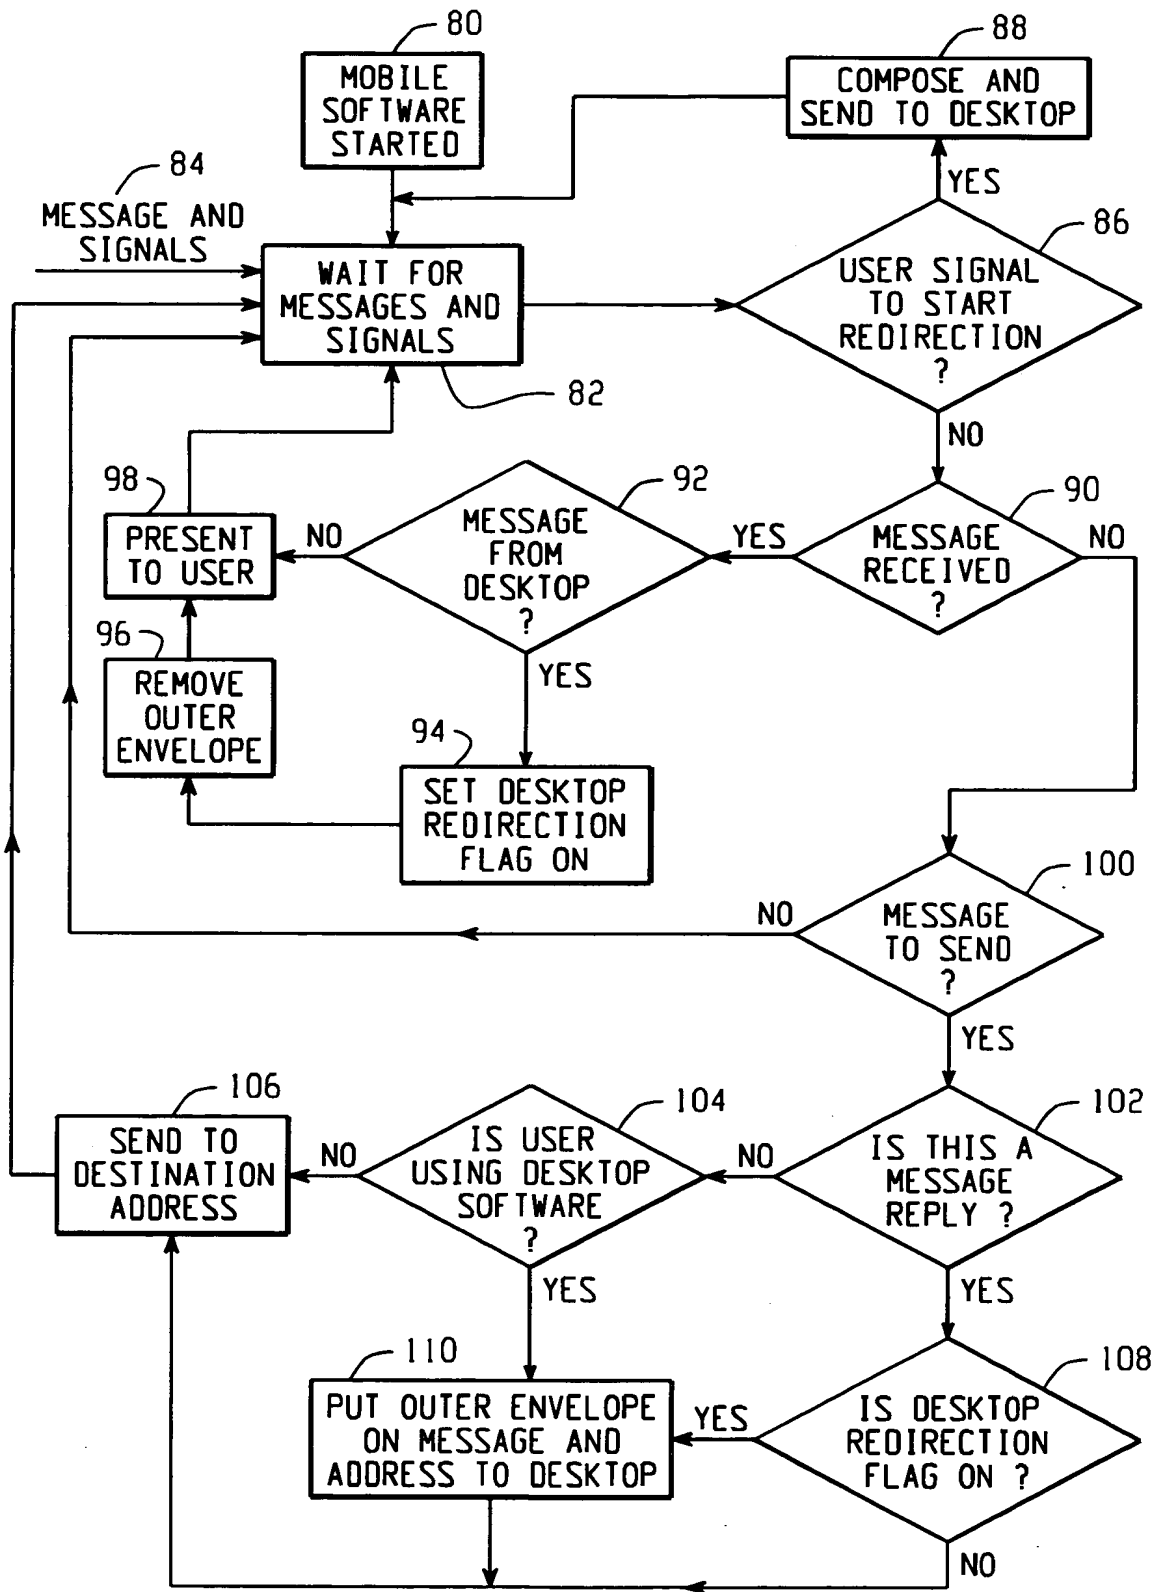 80
MOBILE
SOFTWARE
STARTED
88
COMPOSE AND
SEND TO DESKTOP
YES
84
MESSAGE AND
SIGNALS
WAIT FOR
MESSAGES AND
SIGNALS
82
86
USER SIGNAL
TO START
REDIRECTION
?
NO
98
PRESENT
TO USER
NO
92
MESSAGE
FROM
DESKTOP
?
YES
YES
90
MESSAGE
RECEIVED
?
NO
96
REMOVE
OUTER
ENVELOPE
94
SET DESKTOP
REDIRECTION
FLAG ON
100
NO
MESSAGE
TO SEND
?
YES
106
SEND TO
DESTINATION
ADDRESS
NO
104
IS USER
USING DESKTOP
SOFTWARE
?
YES
NO
102
IS THIS A
MESSAGE
REPLY ?
YES
110
PUT OUTER ENVELOPE
ON MESSAGE AND
ADDRESS TO DESKTOP
YES
108
IS DESKTOP
REDIRECTION
FLAG ON ?
NO